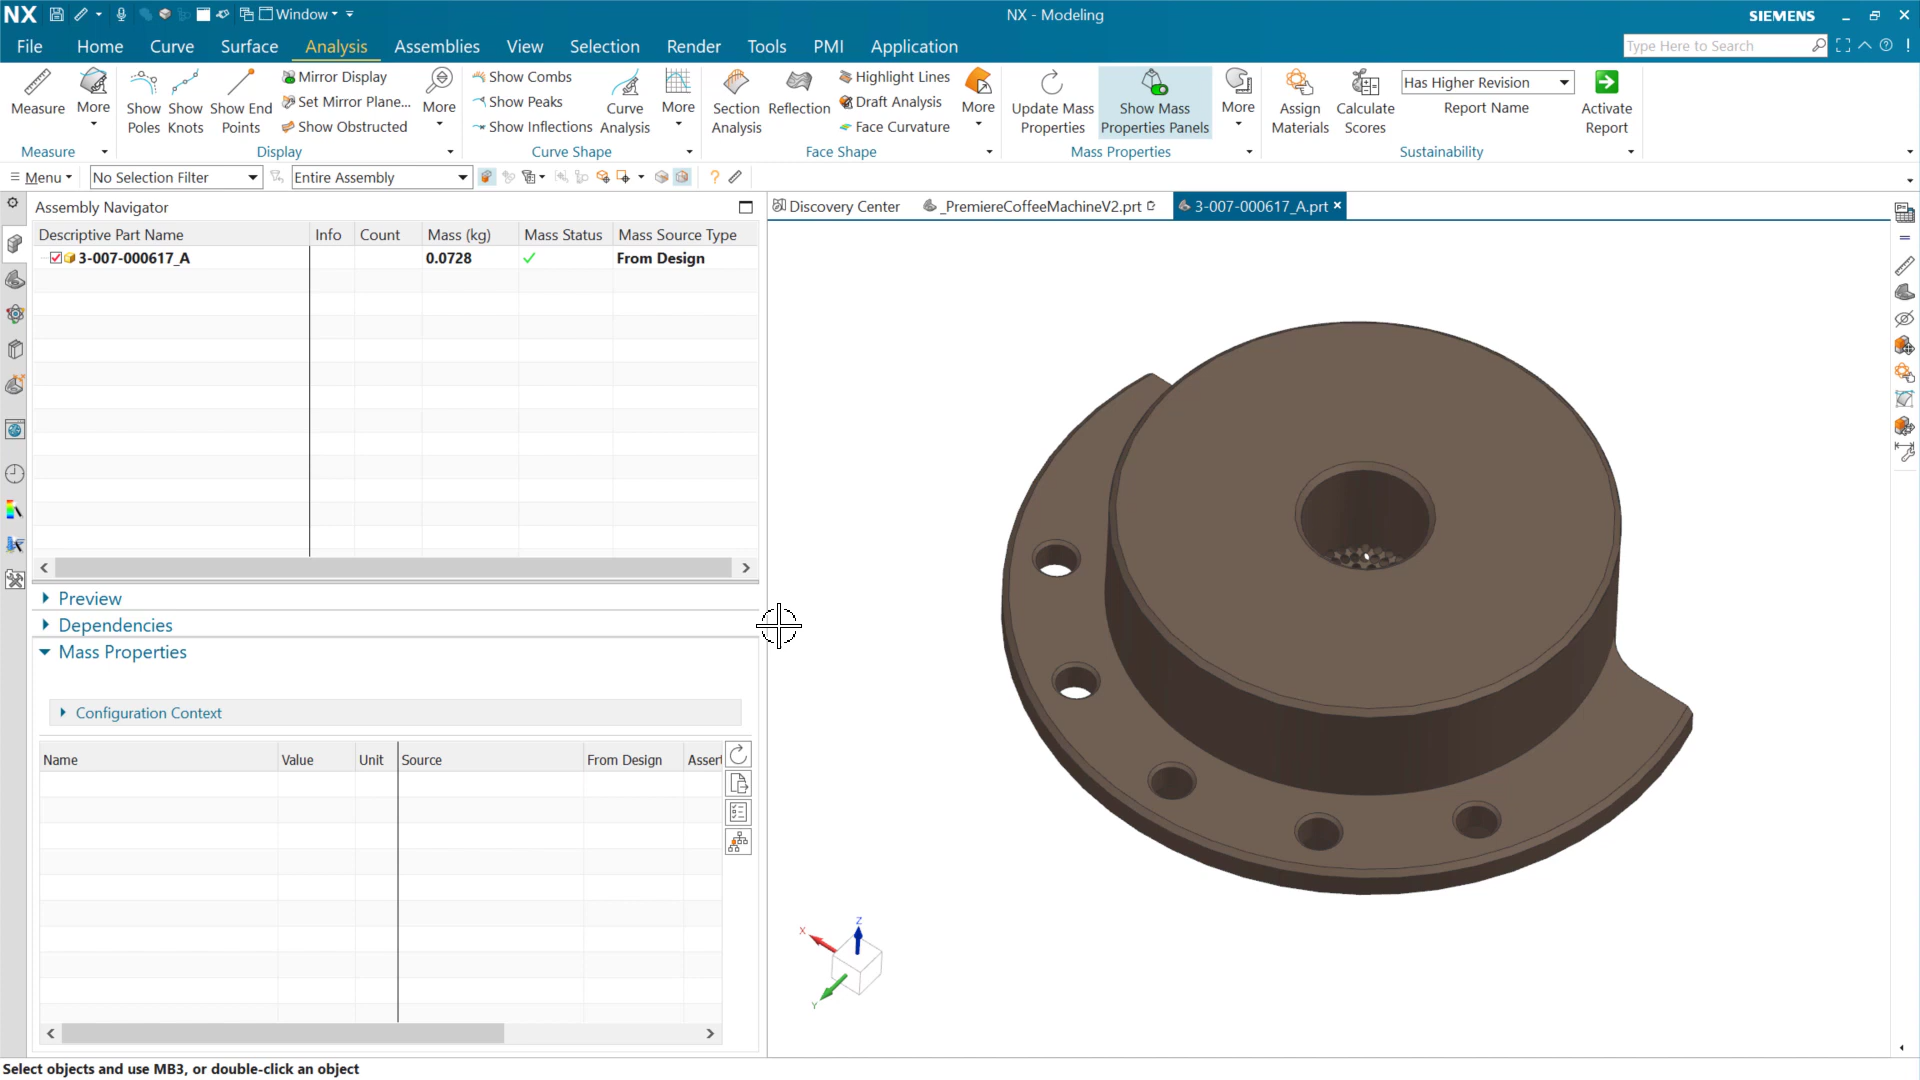 NX
Window
NX - Modeling
SIEMENS
File Home Curve Surface Analysis Assemblies View Selection Render Tools PMI Application
Type Here to Search
Measure
More
Show Poles
Show Knots
Show End Points
Mirror Display
Set Mirror Plane...
Show Obstructed
More
Show Combs
Show Peaks
Show Inflections
Curve Analysis
More
Section Analysis
Reflection
Highlight Lines
Draft Analysis
Face Curvature
More
Update Mass Properties
Show Mass Properties Panels
More
Assign Materials
Calculate Scores
Has Higher Revision
Report Name
Activate Report
Measure Display Curve Shape Face Shape Mass Properties Sustainability
Menu No Selection Filter Entire Assembly
Assembly Navigator
Discovery Center _PremiereCoffeeMachineV2.prt 3-007-000617_A.prt
Descriptive Part Name Info Count Mass (kg) Mass Status Mass Source Type
3-007-000617_A 0.0728 From Design
Preview
Dependencies
Mass Properties
Configuration Context
Name Value Unit Source From Design Assert
Z
X
Y
Select objects and use MB3, or double-click an object